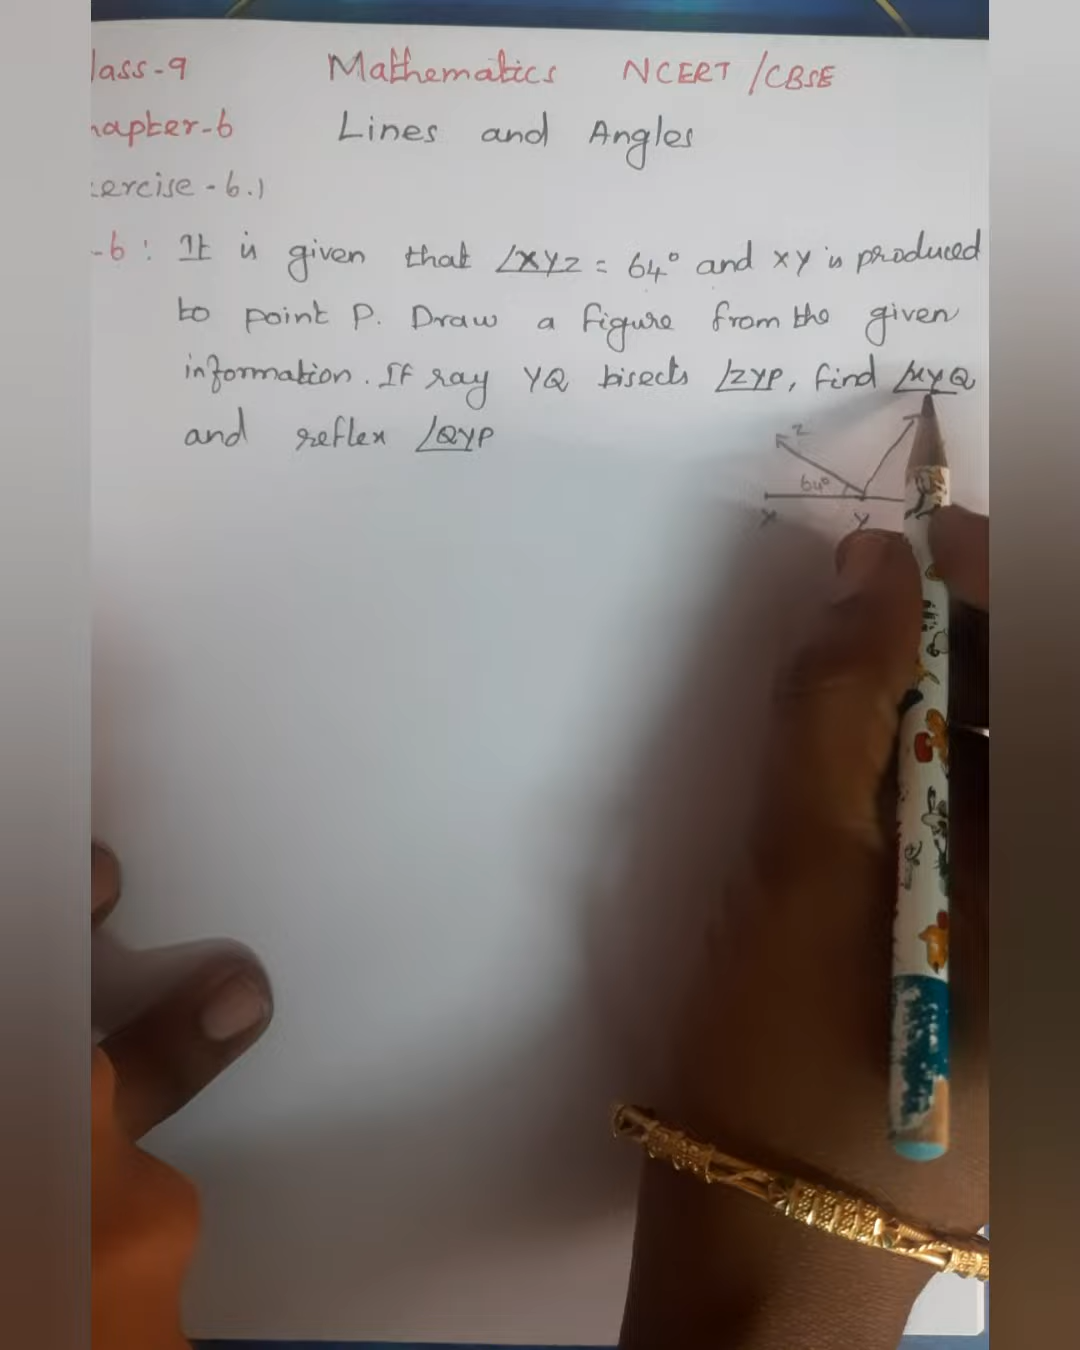 lass-9 Mathematics NCERT/CBSE
hapter-6 Lines and Angles
ercise-6.1
-6: It is given that ∠XYZ = 64° and XY is produced
to point P. Draw a figure from the given
information. If ray YQ bisects ∠ZYP, find ∠XYQ
and reflex ∠QYP
Z
64°
X Y